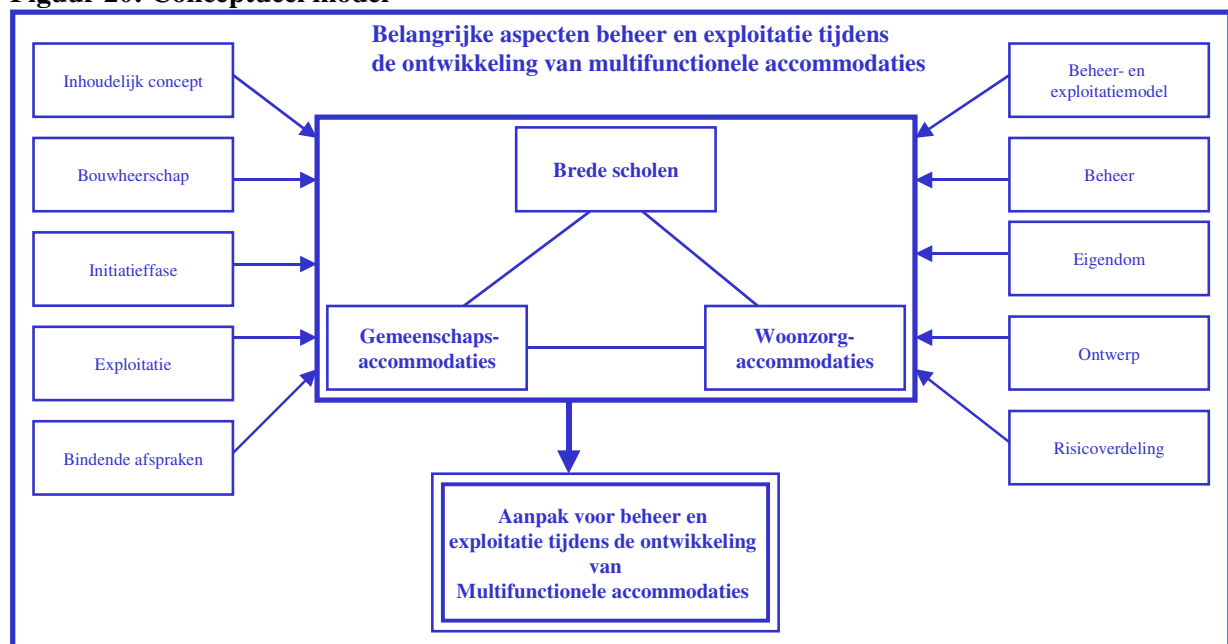 Figuur 20: Conceptueel model
Belangrijke aspecten beheer en exploitatie tijdens
de ontwikkeling van multifunctionele accommodaties
Inhoudelijk concept
Bouwheerschap
Initiatieffase
Exploitatie
Bindende afspraken
Brede scholen
Gemeenschaps-
accommodaties
Woonzorg-
accommodaties
Beheer- en
exploitatiemodel
Beheer
Eigendom
Ontwerp
Risicoverdeling
Aanpak voor beheer en
exploitatie tijdens de ontwikkeling
van
Multifunctionele accommodaties